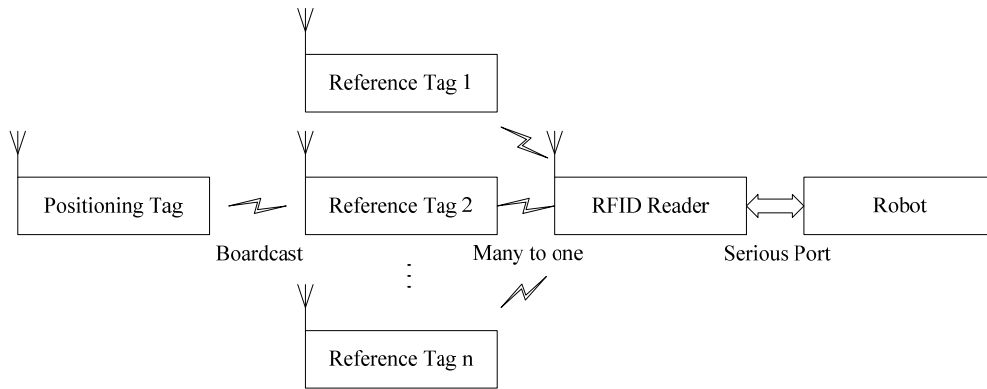 Reference Tag 1
Positioning Tag
Reference Tag 2
RFID Reader
Robot
Boardcast
Many to one
Serious Port
Reference Tag n